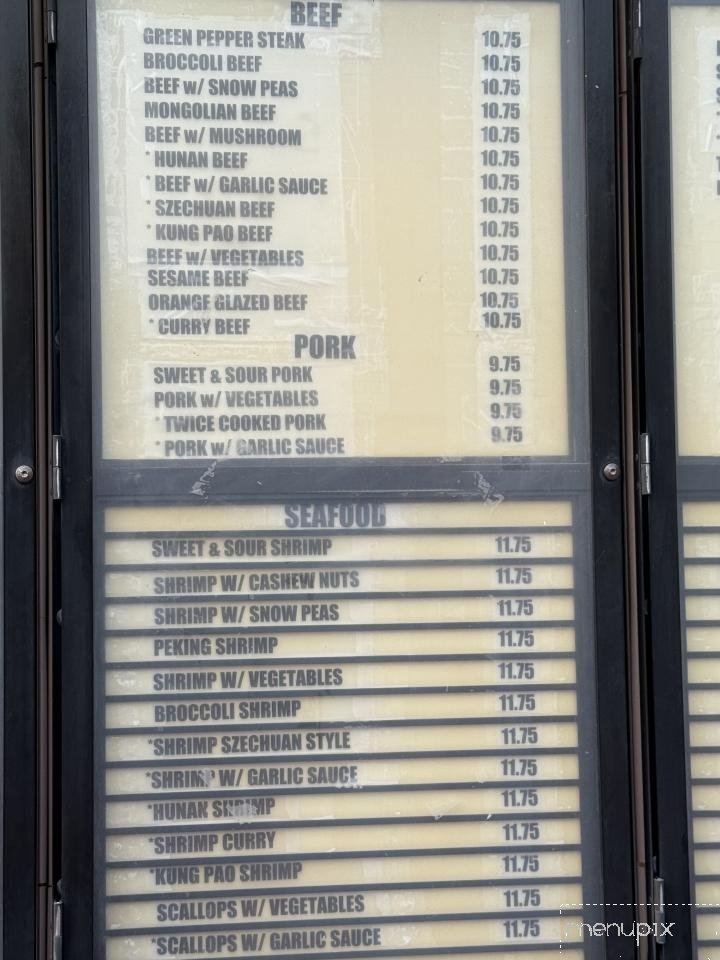 BEEF
GREEN PEPPER STEAK 10.75
BROCCOLI BEEF 10.75
BEEF w/ SNOW PEAS 10.75
MONGOLIAN BEEF 10.75
BEEF w/ MUSHROOM 10.75
* HUNAN BEEF 10.75
* BEEF w/ GARLIC SAUCE 10.75
* SZECHUAN BEEF 10.75
* KUNG PAO BEEF 10.75
BEEF w/ VEGETABLES 10.75
SESAME BEEF 10.75
ORANGE GLAZED BEEF 10.75
* CURRY BEEF 10.75
PORK
SWEET & SOUR PORK 9.75
PORK w/ VEGETABLES 9.75
* TWICE COOKED PORK 9.75
* PORK w/ GARLIC SAUCE 9.75
SEAFOOD
SWEET & SOUR SHRIMP 11.75
SHRIMP W/ CASHEW NUTS 11.75
SHRIMP W/ SNOW PEAS 11.75
PEKING SHRIMP 11.75
SHRIMP W/ VEGETABLES 11.75
BROCCOLI SHRIMP 11.75
*SHRIMP SZECHUAN STYLE 11.75
*SHRIMP W/ GARLIC SAUCE 11.75
*HUNAN SHRIMP 11.75
*SHRIMP CURRY 11.75
*KUNG PAO SHRIMP 11.75
SCALLOPS W/ VEGETABLES 11.75
*SCALLOPS W/ GARLIC SAUCE 11.75
menupix